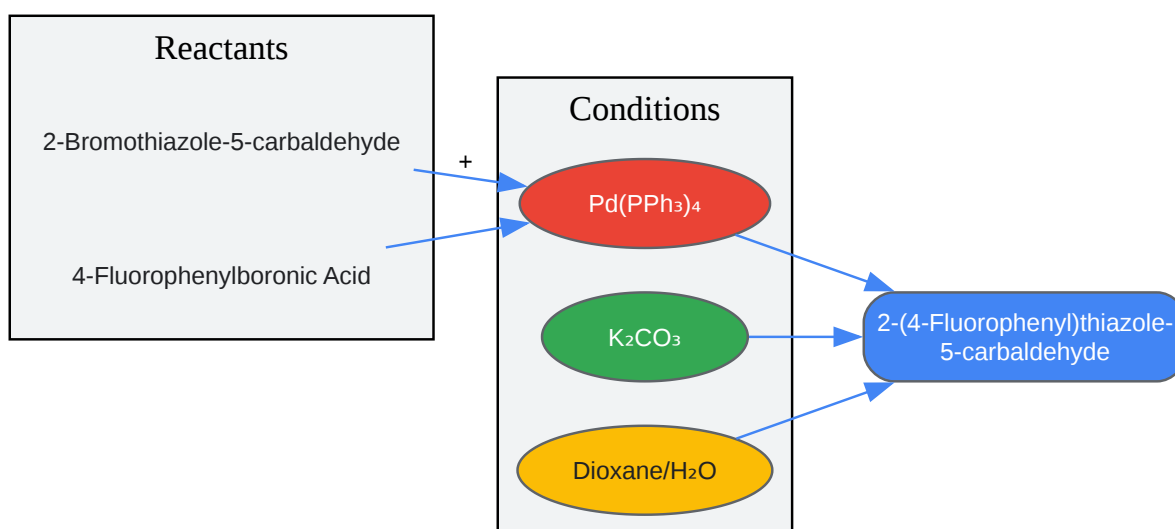 Reactants
2-Bromothiazole-5-carbaldehyde
+
4-Fluorophenylboronic Acid
Conditions
Pd(PPh₃)₄
K₂CO₃
Dioxane/H₂O
2-(4-Fluorophenyl)thiazole-
5-carbaldehyde